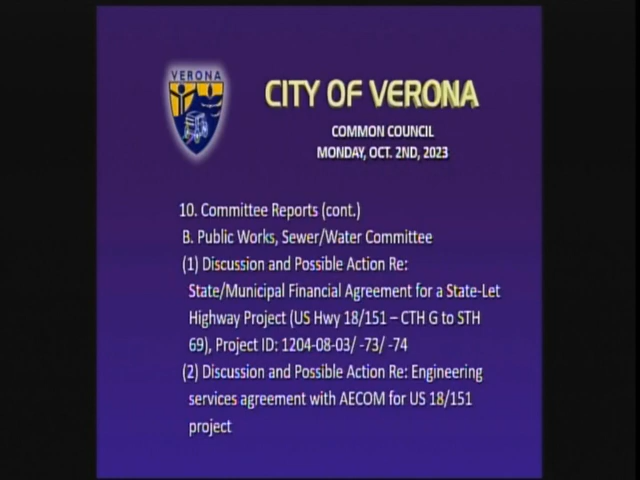 VERONA
CITY OF VERONA
COMMON COUNCIL
MONDAY, OCT. 2ND, 2023
10. Committee Reports (cont.)
B. Public Works, Sewer/Water Committee
(1) Discussion and Possible Action Re:
State/Municipal Financial Agreement for a State-Let
Highway Project (US Hwy 18/151 – CTH G to STH
69), Project ID: 1204-08-03/ -73/ -74
(2) Discussion and Possible Action Re: Engineering
services agreement with AECOM for US 18/151
project